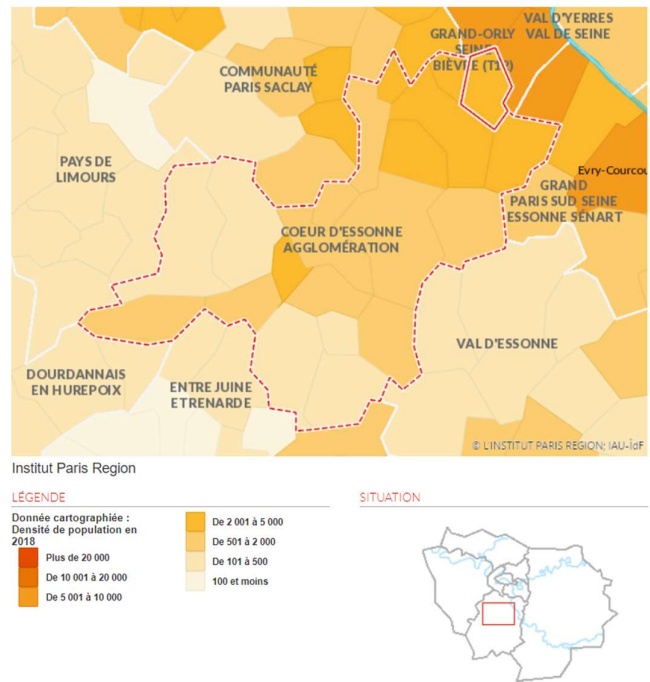 VAL D'YERRES
VAL DE SEINE
GRAND-ORLY
SEINE
BIÈVRE (T12)
COMMUNAUTÉ
PARIS SACLAY
PAYS DE
LIMOURS
Evry-Courcou
GRAND
PARIS SUD SEINE
ESSONNE SÉNART
COEUR D'ESSONNE
AGGLOMÉRATION
VAL D'ESSONNE
DOURDANNAIS
EN HUREPOIX
ENTRE JUINE
ET RENARDE
© L'INSTITUT PARIS REGION; IAU-îdF
Institut Paris Region
LÉGENDE
Donnée cartographiée :
Densité de population en
2018
Plus de 20 000
De 10 001 à 20 000
De 5 001 à 10 000
De 2 001 à 5 000
De 501 à 2 000
De 101 à 500
100 et moins
SITUATION